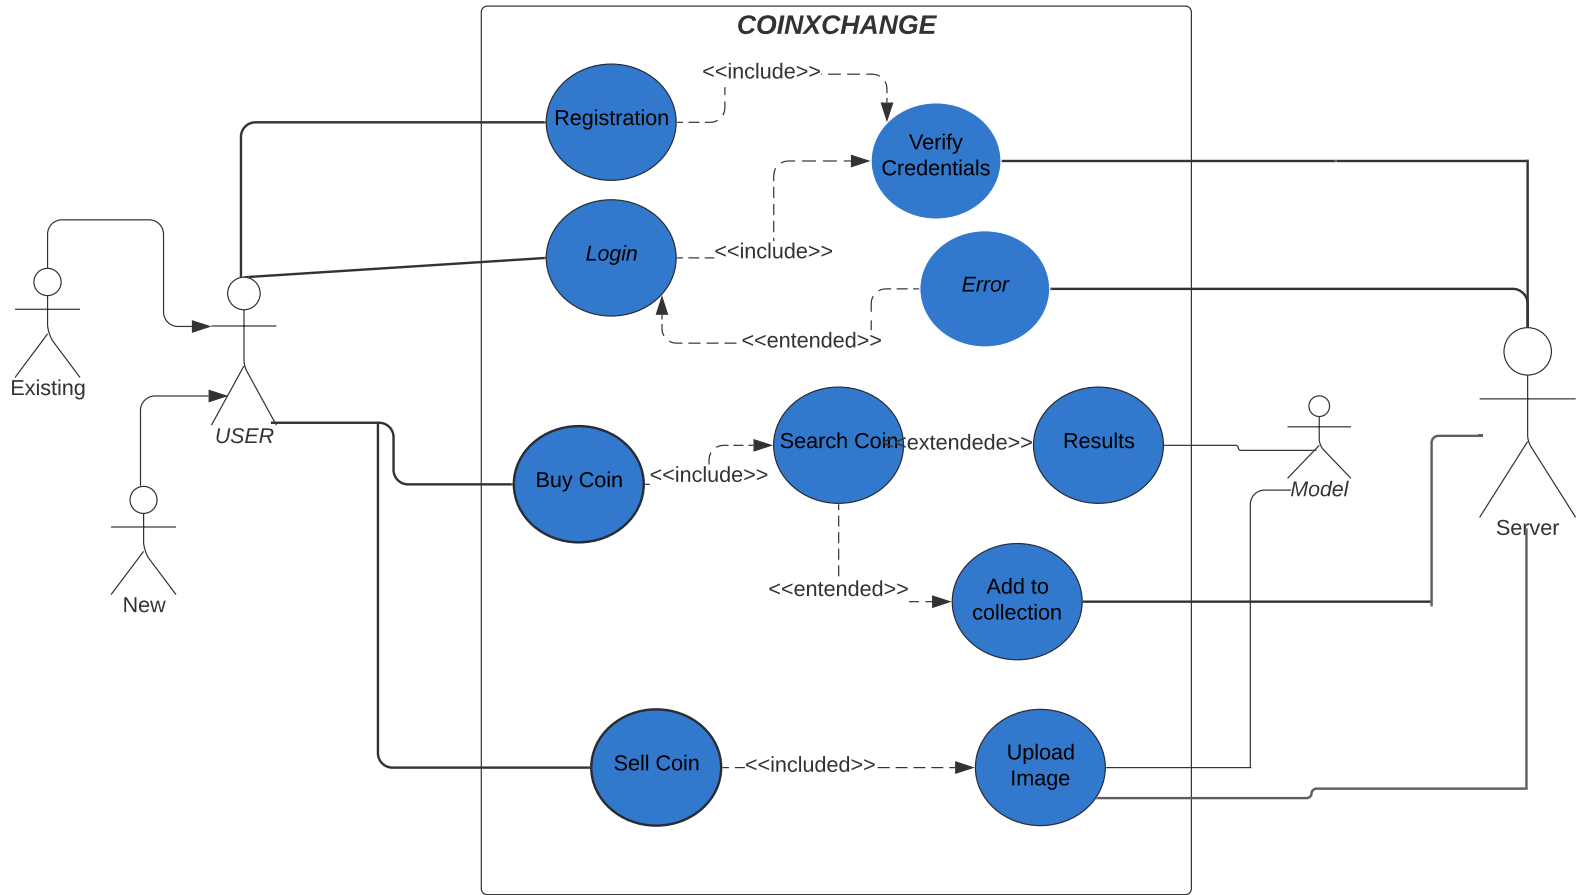 COINXCHANGE
<<include>>
Registration
Verify
Credentials
Login
<<include>>
Error
<<entended>>
Existing
USER
Search Coin
<<extendede>>
Results
Buy Coin
<<include>>
Model
Server
New
<<entended>>
Add to
collection
Sell Coin
<<included>>
Upload
Image